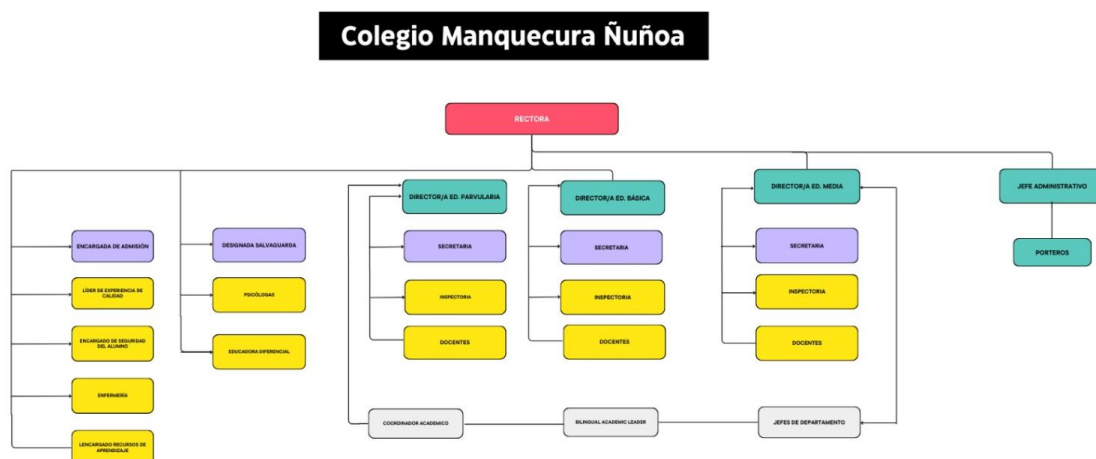 Colegio Manquecura Ñuñoa
RECTORA
DIRECTOR/A ED. PARVULARIA
DIRECTOR/A ED. BÁSICA
DIRECTOR/A ED. MEDIA
JEFE ADMINISTRATIVO
ENCARGADA DE ADMISIÓN
DESIGNADA SALVAGUARDA
SECRETARIA
SECRETARIA
SECRETARIA
PORTEROS
LÍDER DE EXPERIENCIA DE
CALIDAD
PSICÓLOGAS
INSPECTORIA
INSPECTORIA
INSPECTORIA
ENCARGADO DE SEGURIDAD
DEL ALUMNO
EDUCADORA DIFERENCIAL
DOCENTES
DOCENTES
DOCENTES
ENFERMERÍA
COORDINADOR ACADEMICO
BILINGUAL ACADEMIC LEADER
JEFES DE DEPARTAMENTO
LENCARGADO RECURSOS DE
APRENDIZAJE